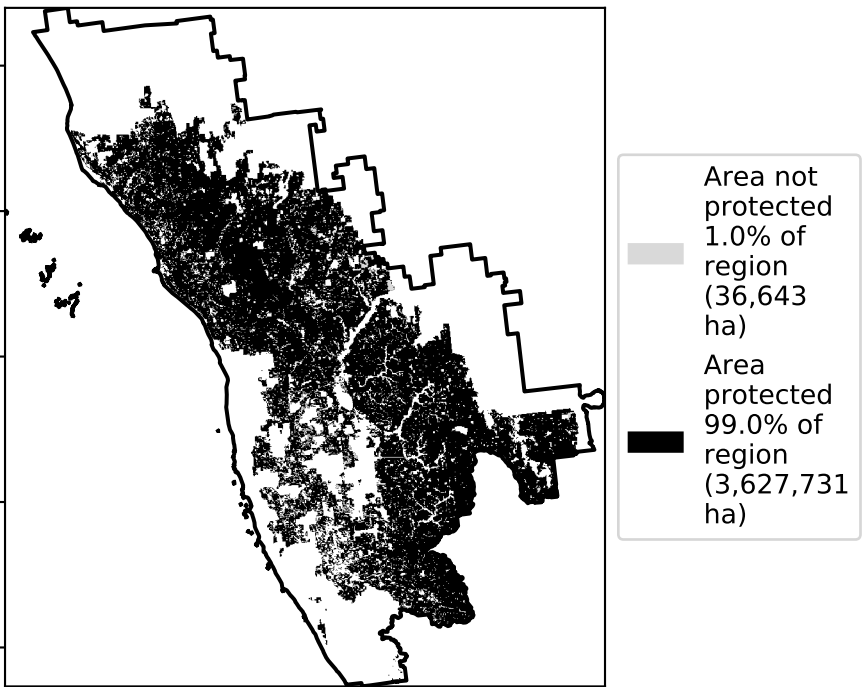 Area not
protected
1.0% of
region
(36,643
ha)
Area
protected
99.0% of
region
(3,627,731
ha)